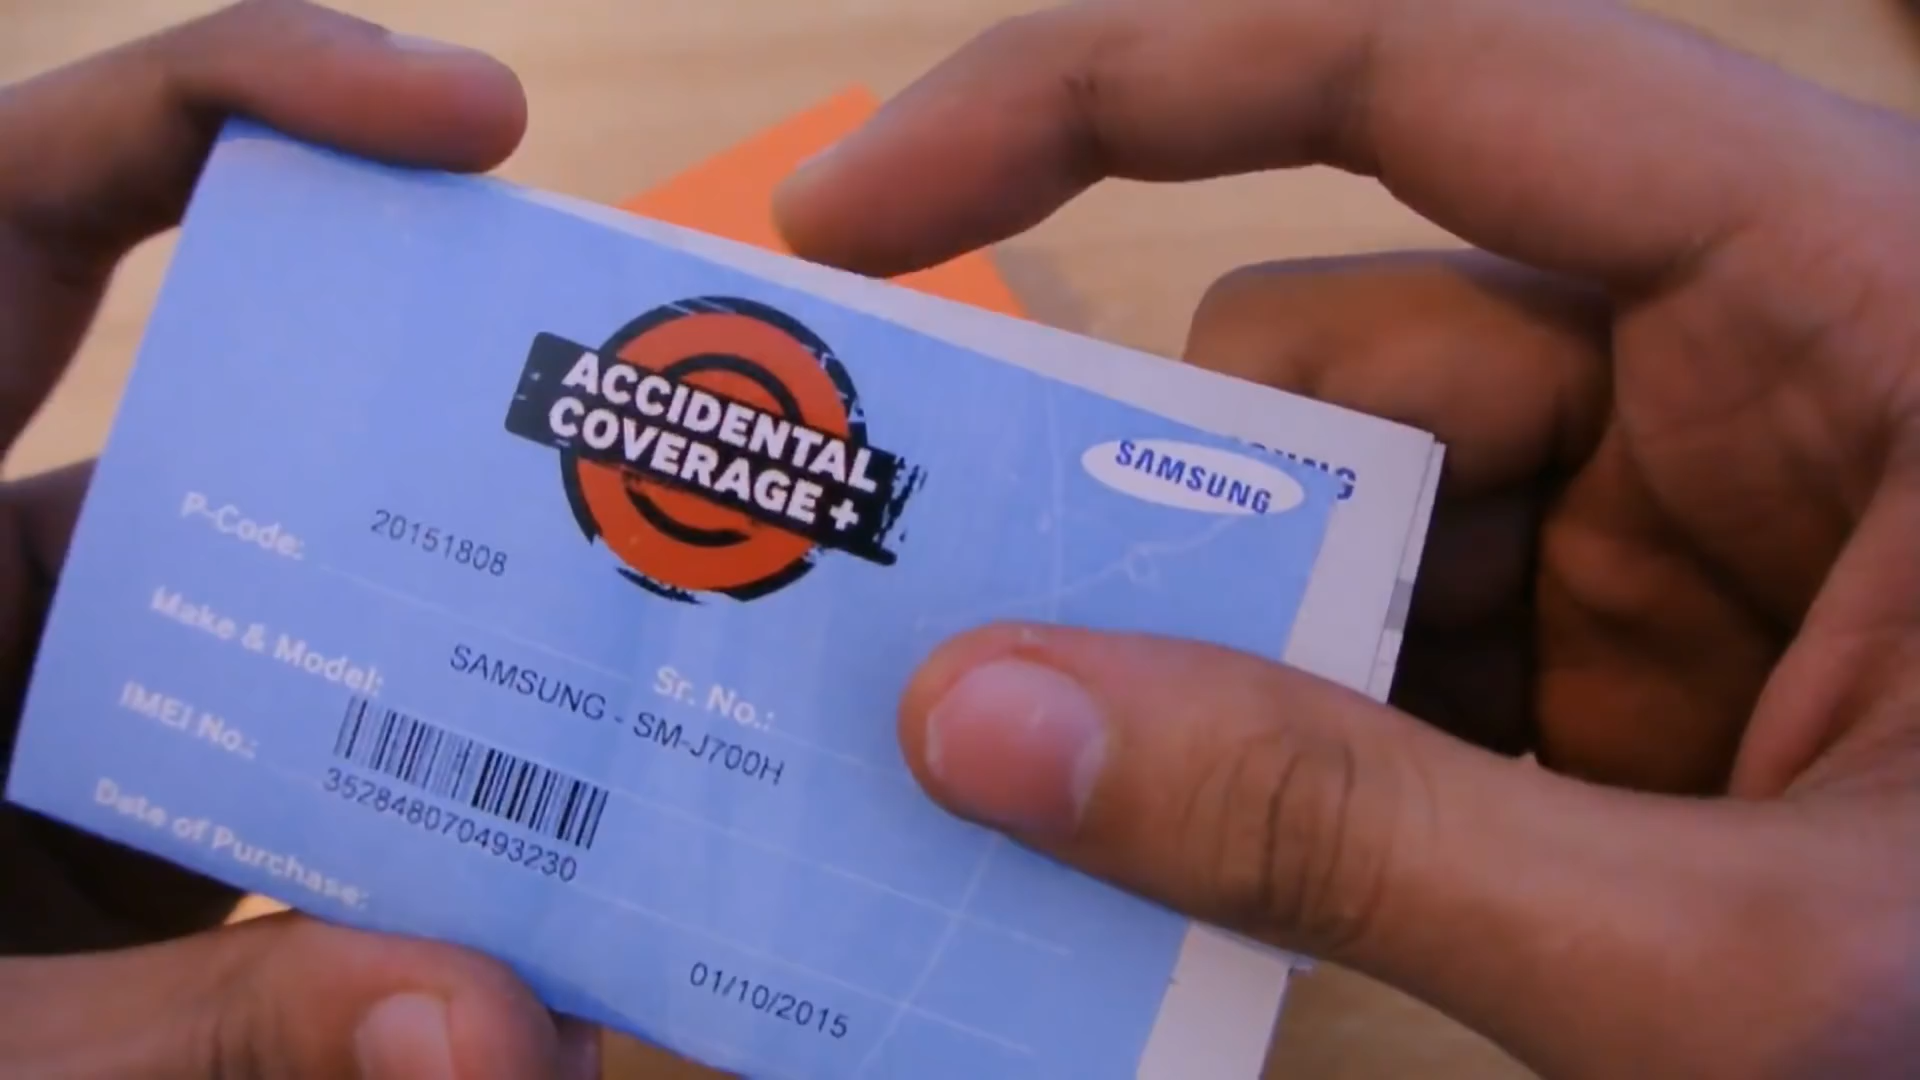 ACCIDENTAL
COVERAGE +
SAMSUNG
P-Code: 20151808
Sr. No.:
Make & Model: SAMSUNG - SM-J700H
IMEI No.:
352848070493230
Date of Purchase: 01/10/2015